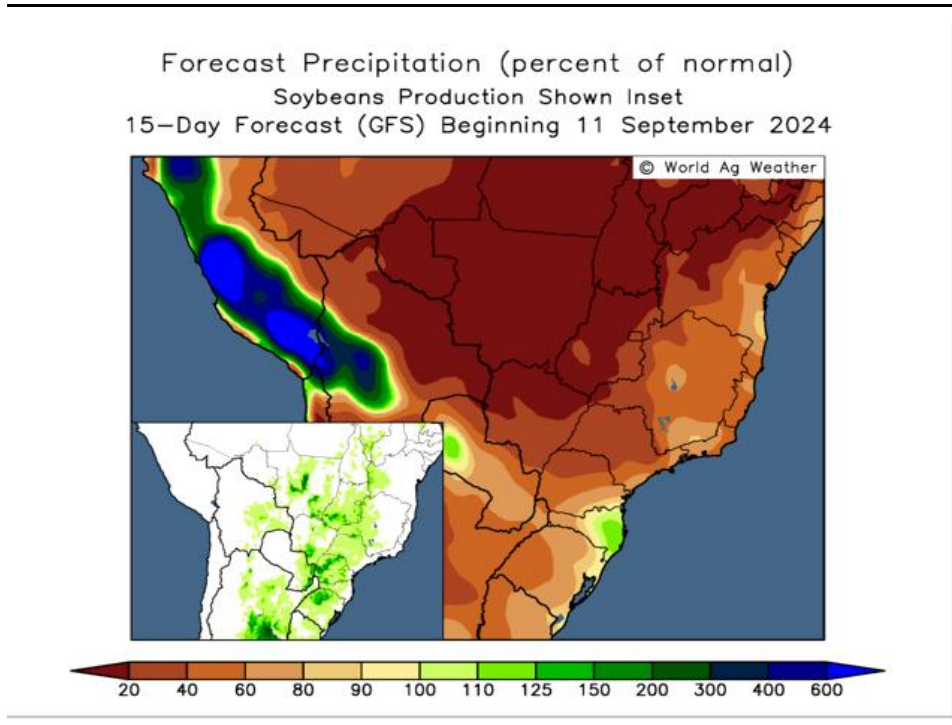 Forecast Precipitation (percent of normal)
Soybeans Production Shown Inset
15-Day Forecast (GFS) Beginning 11 September 2024
© World Ag Weather
20 40 60 80 90 100 110 125 150 200 300 400 600